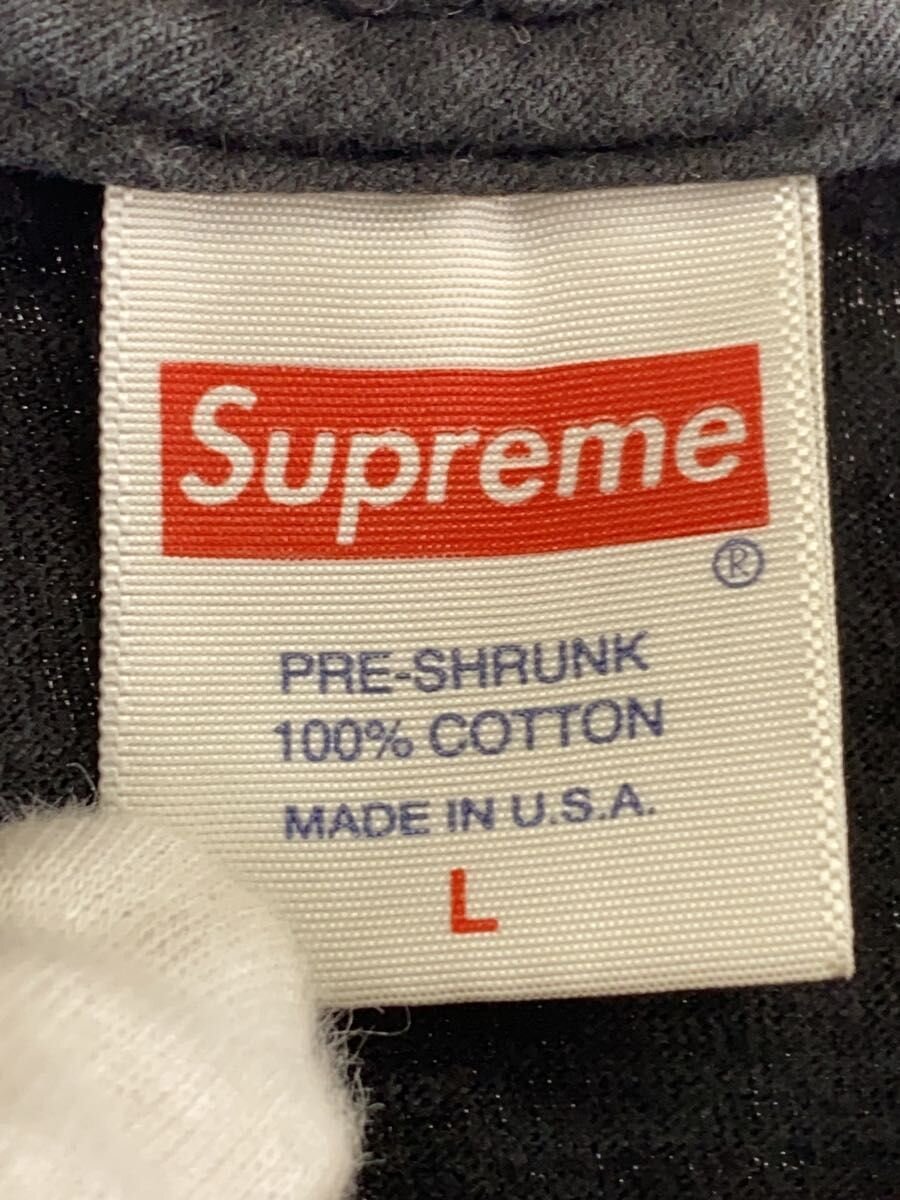 Supreme
®
PRE-SHRUNK
100% COTTON
MADE IN U.S.A.
L